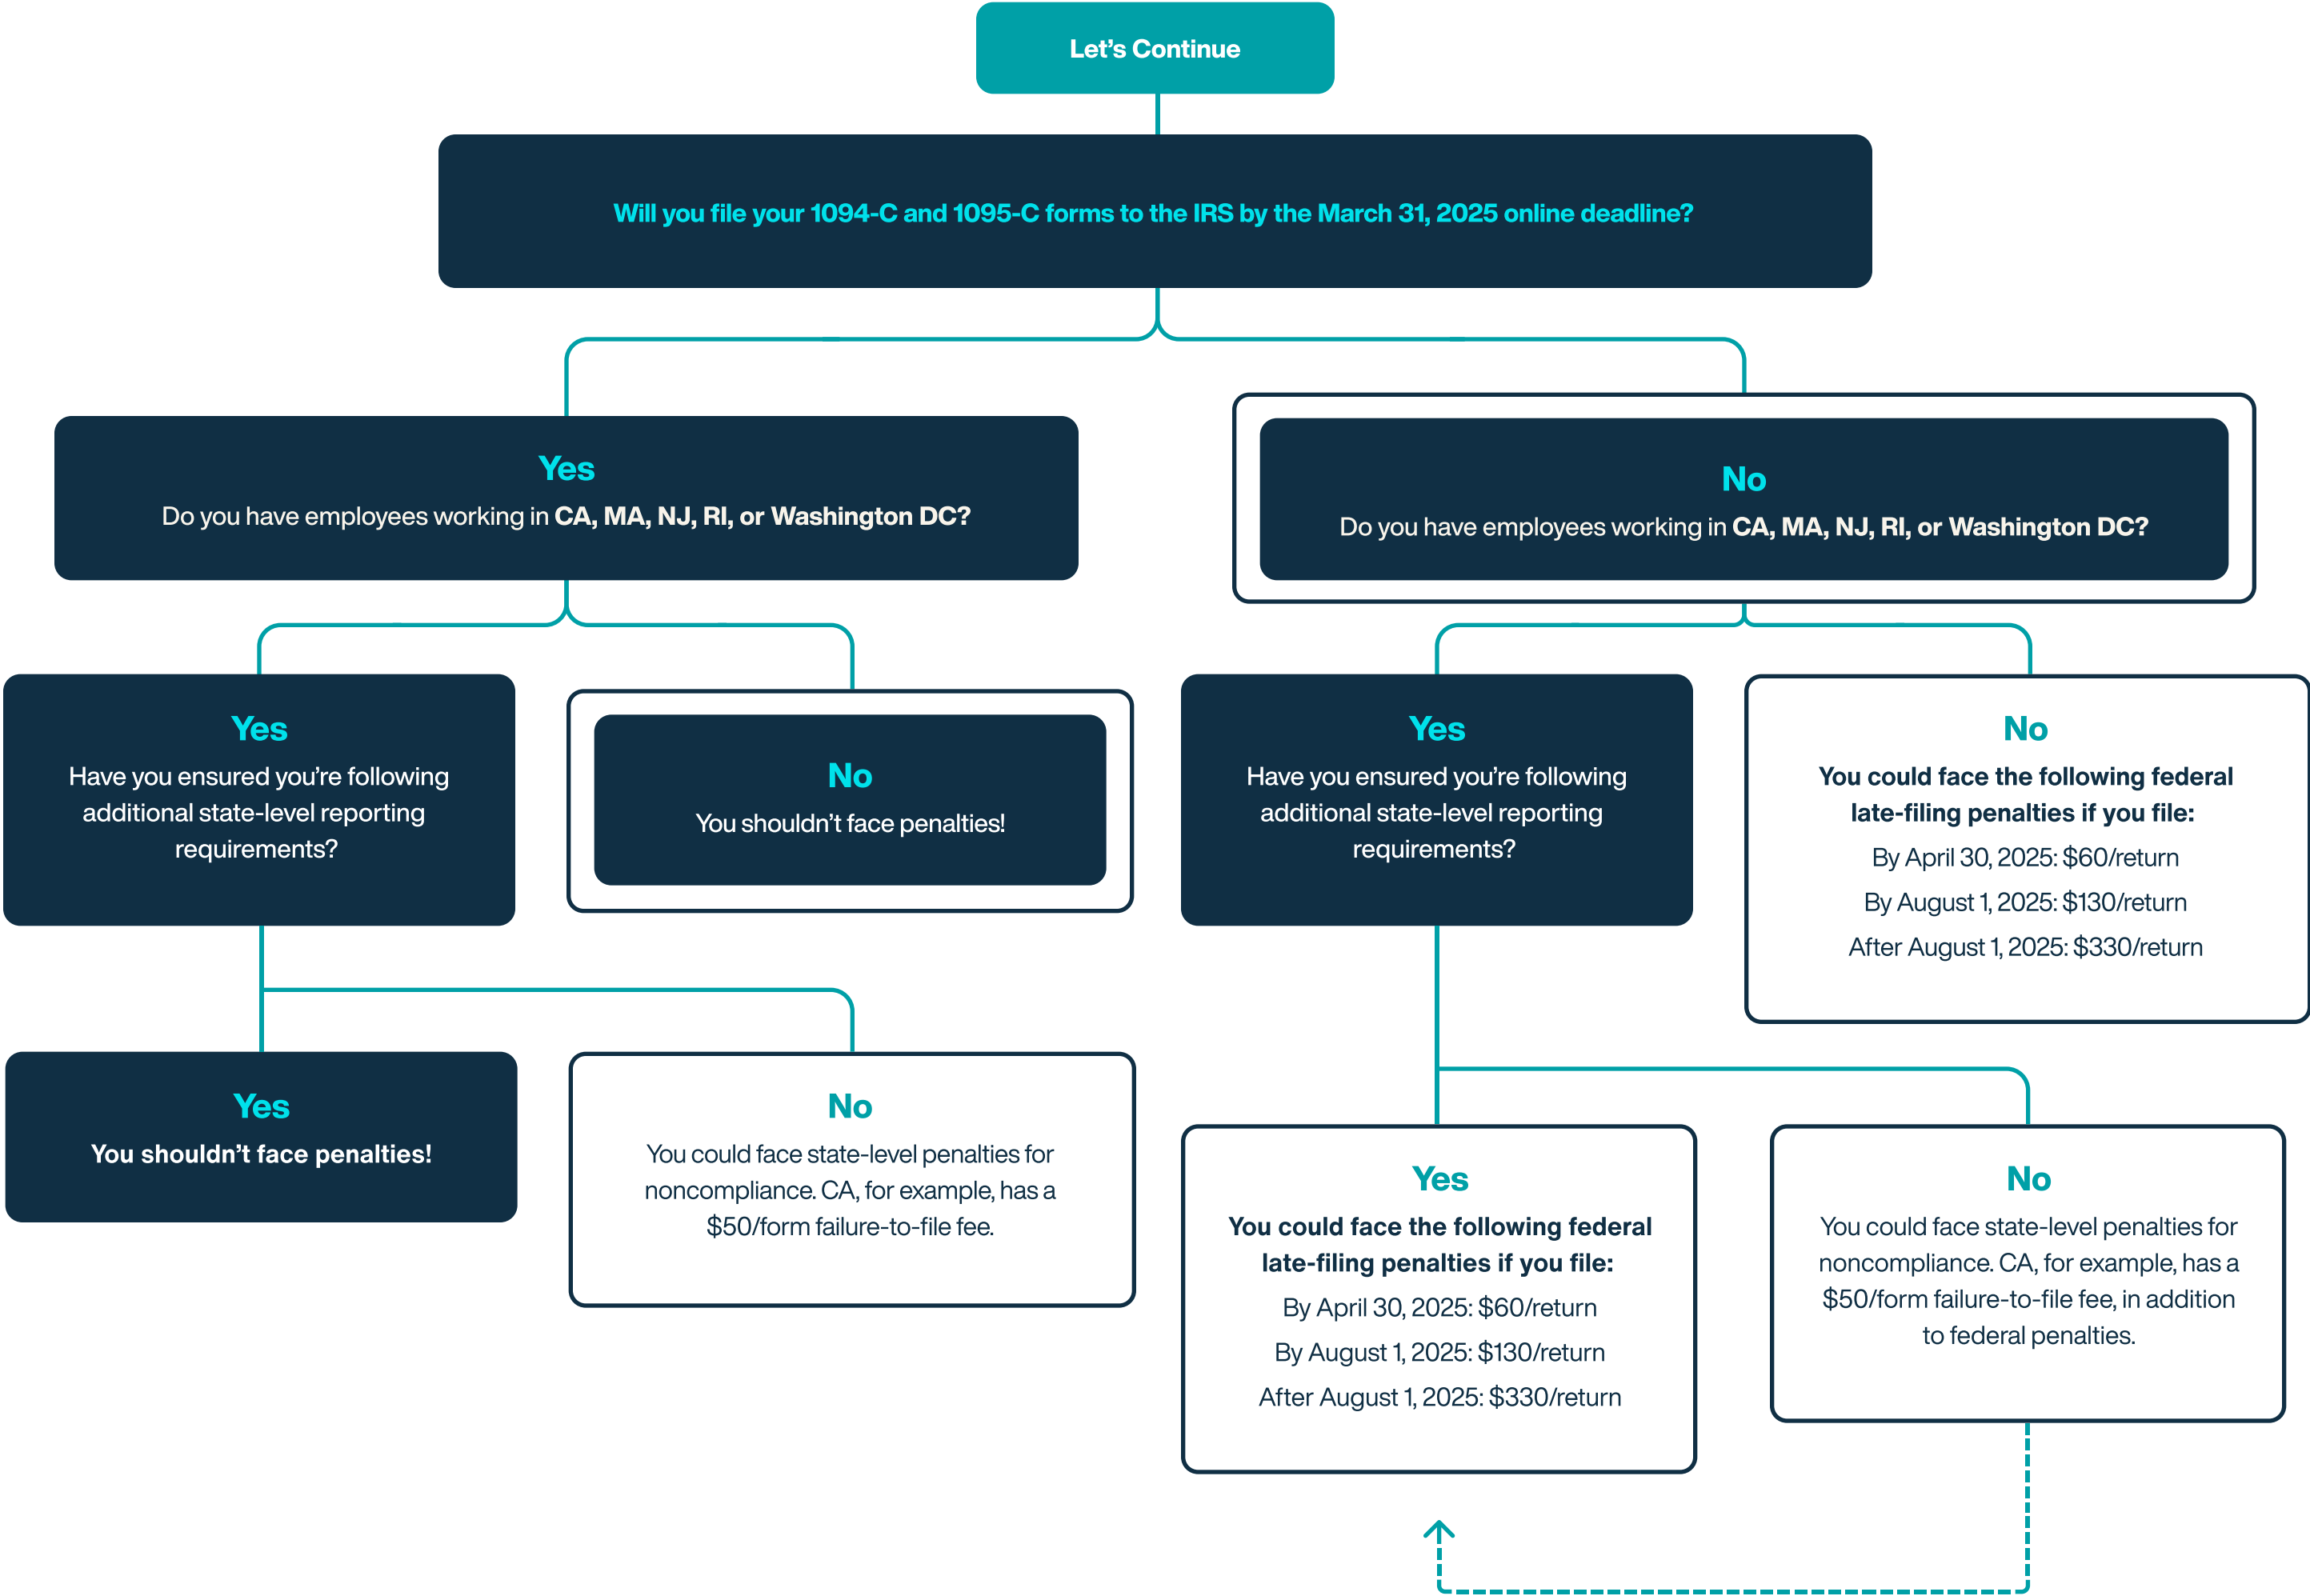 Let’s Continue
Will you file your 1094-C and 1095-C forms to the IRS by the March 31, 2025 online deadline?
Yes
Do you have employees working in CA, MA, NJ, RI, or Washington DC?
No
Do you have employees working in CA, MA, NJ, RI, or Washington DC?
Yes
Have you ensured you’re following
additional state-level reporting
requirements?
No
You shouldn’t face penalties!
Yes
Have you ensured you’re following
additional state-level reporting
requirements?
No
You could face the following federal
late-filing penalties if you file:
By April 30, 2025: $60/return
By August 1, 2025: $130/return
After August 1, 2025: $330/return
Yes
You shouldn’t face penalties!
No
You could face state-level penalties for
noncompliance. CA, for example, has a
$50/form failure-to-file fee.
Yes
You could face the following federal
late-filing penalties if you file:
By April 30, 2025: $60/return
By August 1, 2025: $130/return
After August 1, 2025: $330/return
No
You could face state-level penalties for
noncompliance. CA, for example, has a
$50/form failure-to-file fee, in addition
to federal penalties.